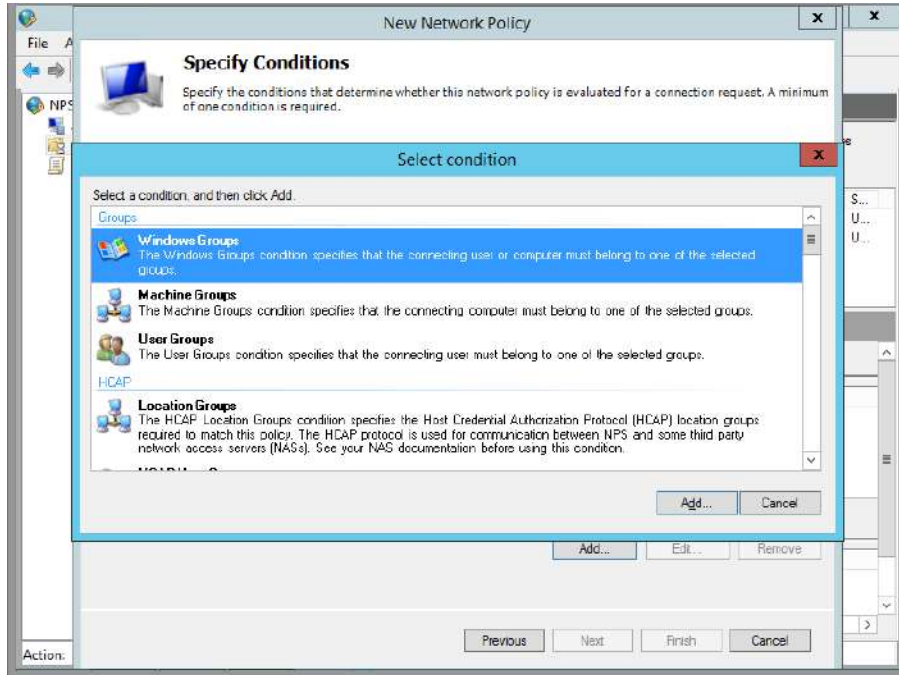 New Network Policy
x
x
File
Specify Conditions
Specify the conditions that determine whether this network policy is evaluated for a connection request. A minimum
of one condition is required.
NPS
Select condition
x
Select a condition, and then click Add.
Groups
Windows Groups
The Windows Groups condition specifies that the connecting user or computer must belong to one of the selected
groups.
Machine Groups
The Machine Groups condition specifies that the connecting computer must belong to one of the selected groups.
User Groups
The User Groups condition specifies that the connecting user must belong to one of the selected groups.
HCAP
Location Groups
The HCAP Location Groups condition specifies the Host Credential Authorization Protocol (HCAP) location groups
required to match this policy. The HCAP protocol is used for communication between NPS and some third party
network access servers (NASs). See your NAS documentation before using this condition.
S...
U...
U...
Add... Cancel
Add... Edit... Remove
Previous Next Finish Cancel
Action: